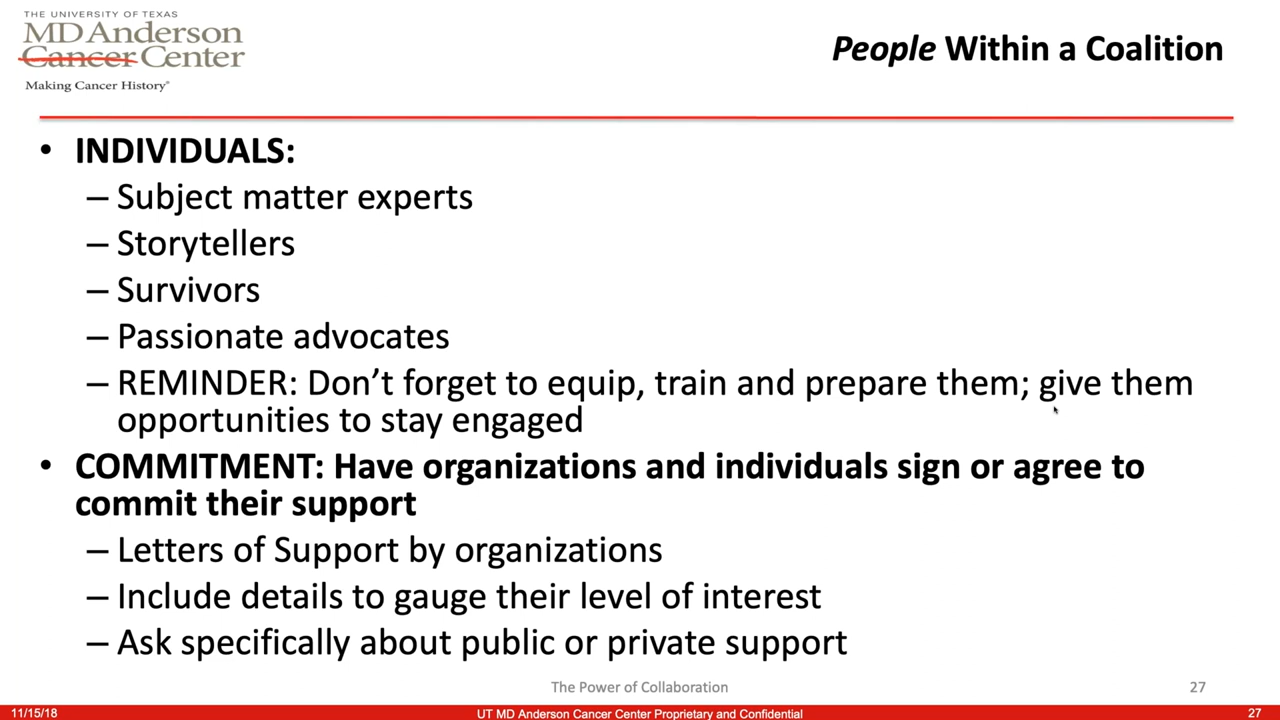 THE UNIVERSITY OF TEXAS
MD Anderson
Cancer Center
Making Cancer History®
People Within a Coalition
• INDIVIDUALS:
– Subject matter experts
– Storytellers
– Survivors
– Passionate advocates
– REMINDER: Don’t forget to equip, train and prepare them; give them
opportunities to stay engaged
• COMMITMENT: Have organizations and individuals sign or agree to
commit their support
– Letters of Support by organizations
– Include details to gauge their level of interest
– Ask specifically about public or private support
The Power of Collaboration
27
11/15/18
UT MD Anderson Cancer Center Proprietary and Confidential
27